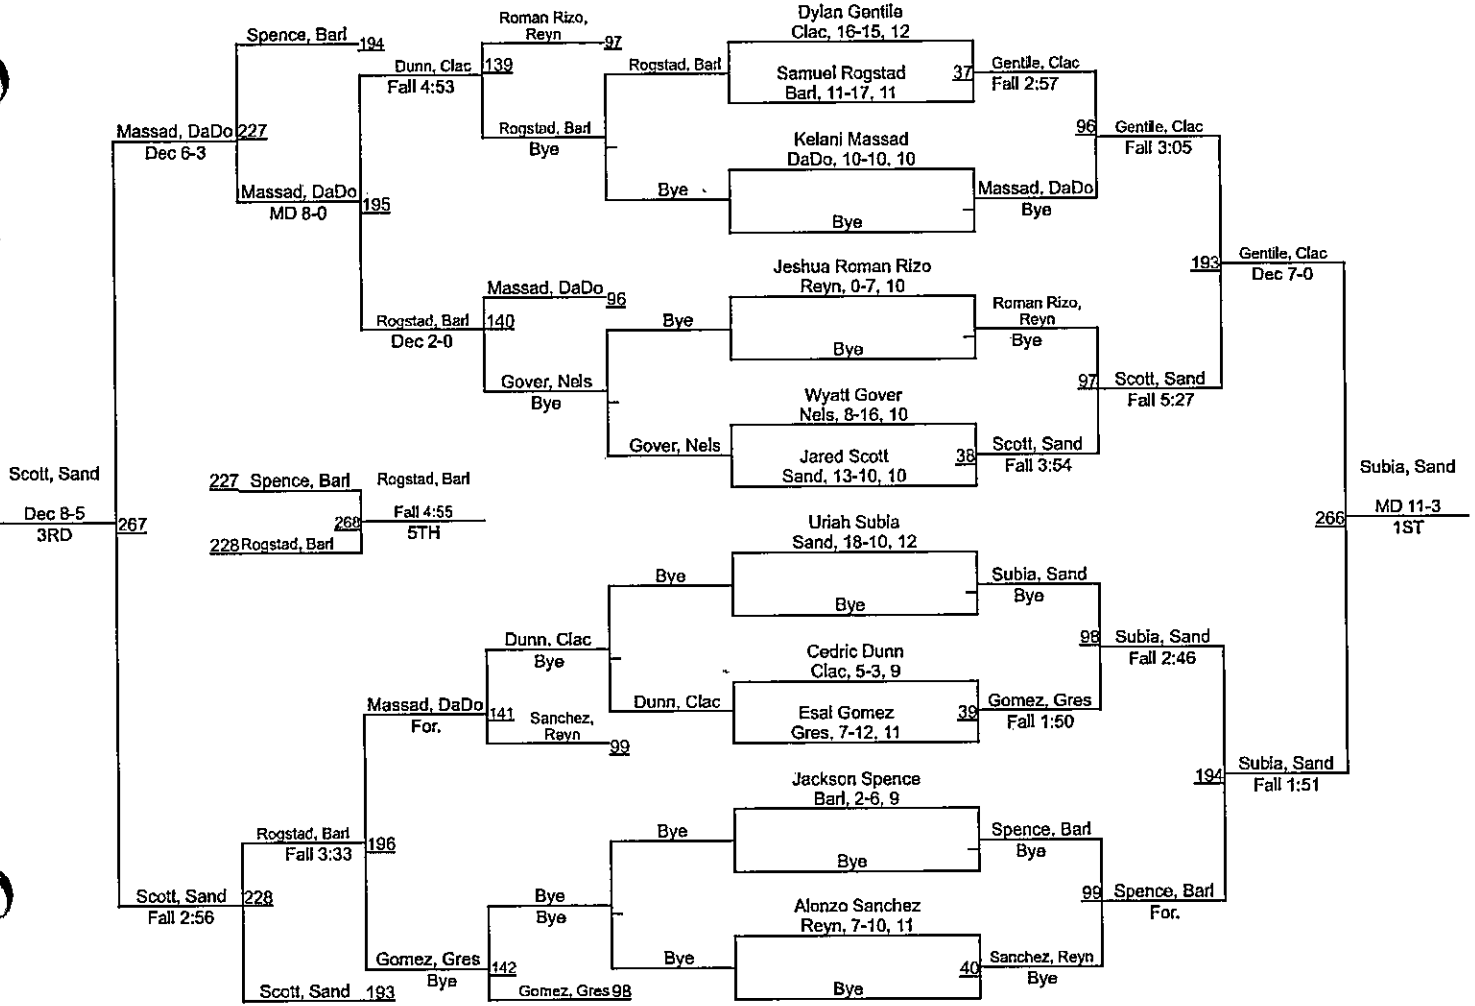 Dylan Gentile
Clac, 16-15, 12
Samuel Rogstad
Barl, 11-17, 11
37
Kelani Massad
DaDo, 10-10, 10
Bye
Jeshua Roman Rizo
Reyn, 0-7, 10
Bye
Wyatt Gover
Nels, 8-16, 10
Jared Scott
Sand, 13-10, 10
38
Uriah Subia
Sand, 18-10, 12
Bye
Cedric Dunn
Clac, 5-3, 9
Esai Gomez
Gres, 7-12, 11
39
Jackson Spence
Barl, 2-6, 9
Bye
Alonzo Sanchez
Reyn, 7-10, 11
Bye
40
Gentile, Clac
Fall 2:57
Massad, DaDo
Bye
96
Roman Rizo,
Reyn
Bye
Scott, Sand
Fall 3:54
97
Subia, Sand
Bye
Gomez, Gres
Fall 1:50
98
Spence, Barl
Bye
Sanchez, Reyn
Bye
99
Gentile, Clac
Fall 3:05
Scott, Sand
Fall 5:27
193
Subia, Sand
Fall 2:46
Spence, Barl
For.
194
Gentile, Clac
Dec 7-0
Subia, Sand
Fall 1:51
266
Subia, Sand
MD 11-3
1ST
Rogstad, Barl
Bye
Bye
Gover, Nels
Bye
Dunn, Clac
Bye
Bye
Roman Rizo,
Reyn
97
Rogstad, Barl
Bye
139
Massad, DaDo
96
Gover, Nels
Bye
140
Dunn, Clac
Bye
141
Sanchez,
Reyn
99
Bye
Bye
142
Gomez, Gres
98
Dunn, Clac
Fall 4:53
Rogstad, Barl
Dec 2-0
195
Massad, DaDo
For.
Gomez, Gres
Bye
196
Spence, Barl
194
Massad, DaDo
MD 8-0
227
Rogstad, Barl
Fall 3:33
228
Scott, Sand
193
Massad, DaDo
Dec 6-3
Scott, Sand
Fall 2:56
267
Scott, Sand
Dec 8-5
3RD
227
Spence, Barl
228
Rogstad, Barl
268
Rogstad, Barl
Fall 4:55
5TH